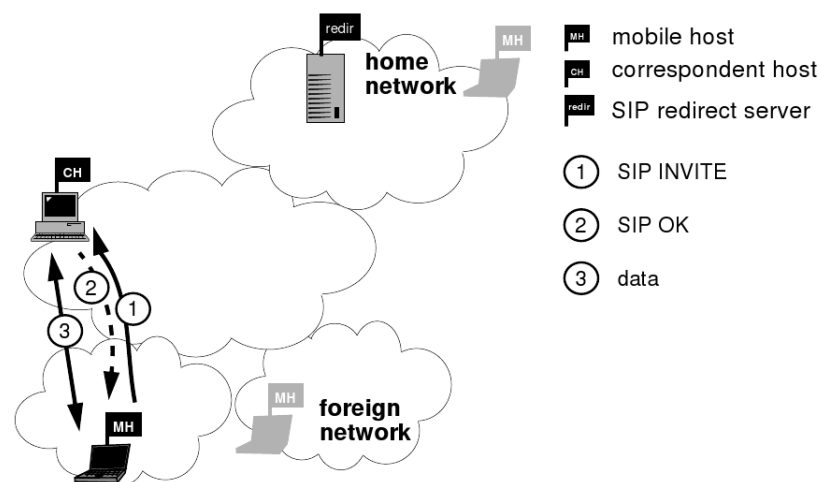 redir
home
network
MH
CH
2
1
3
MH
MH
foreign
network
MH mobile host
CH correspondent host
redir SIP redirect server
1 SIP INVITE
2 SIP OK
3 data